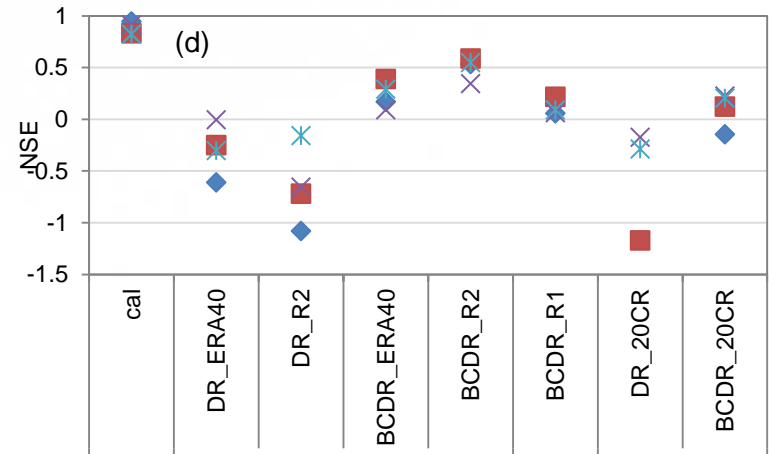 1
(d)
0.5
0
NSE
-0.5
-1
-1.5
cal
DR_ERA40
DR_R2
BCDR_ERA40
BCDR_R2
BCDR_R1
DR_20CR
BCDR_20CR